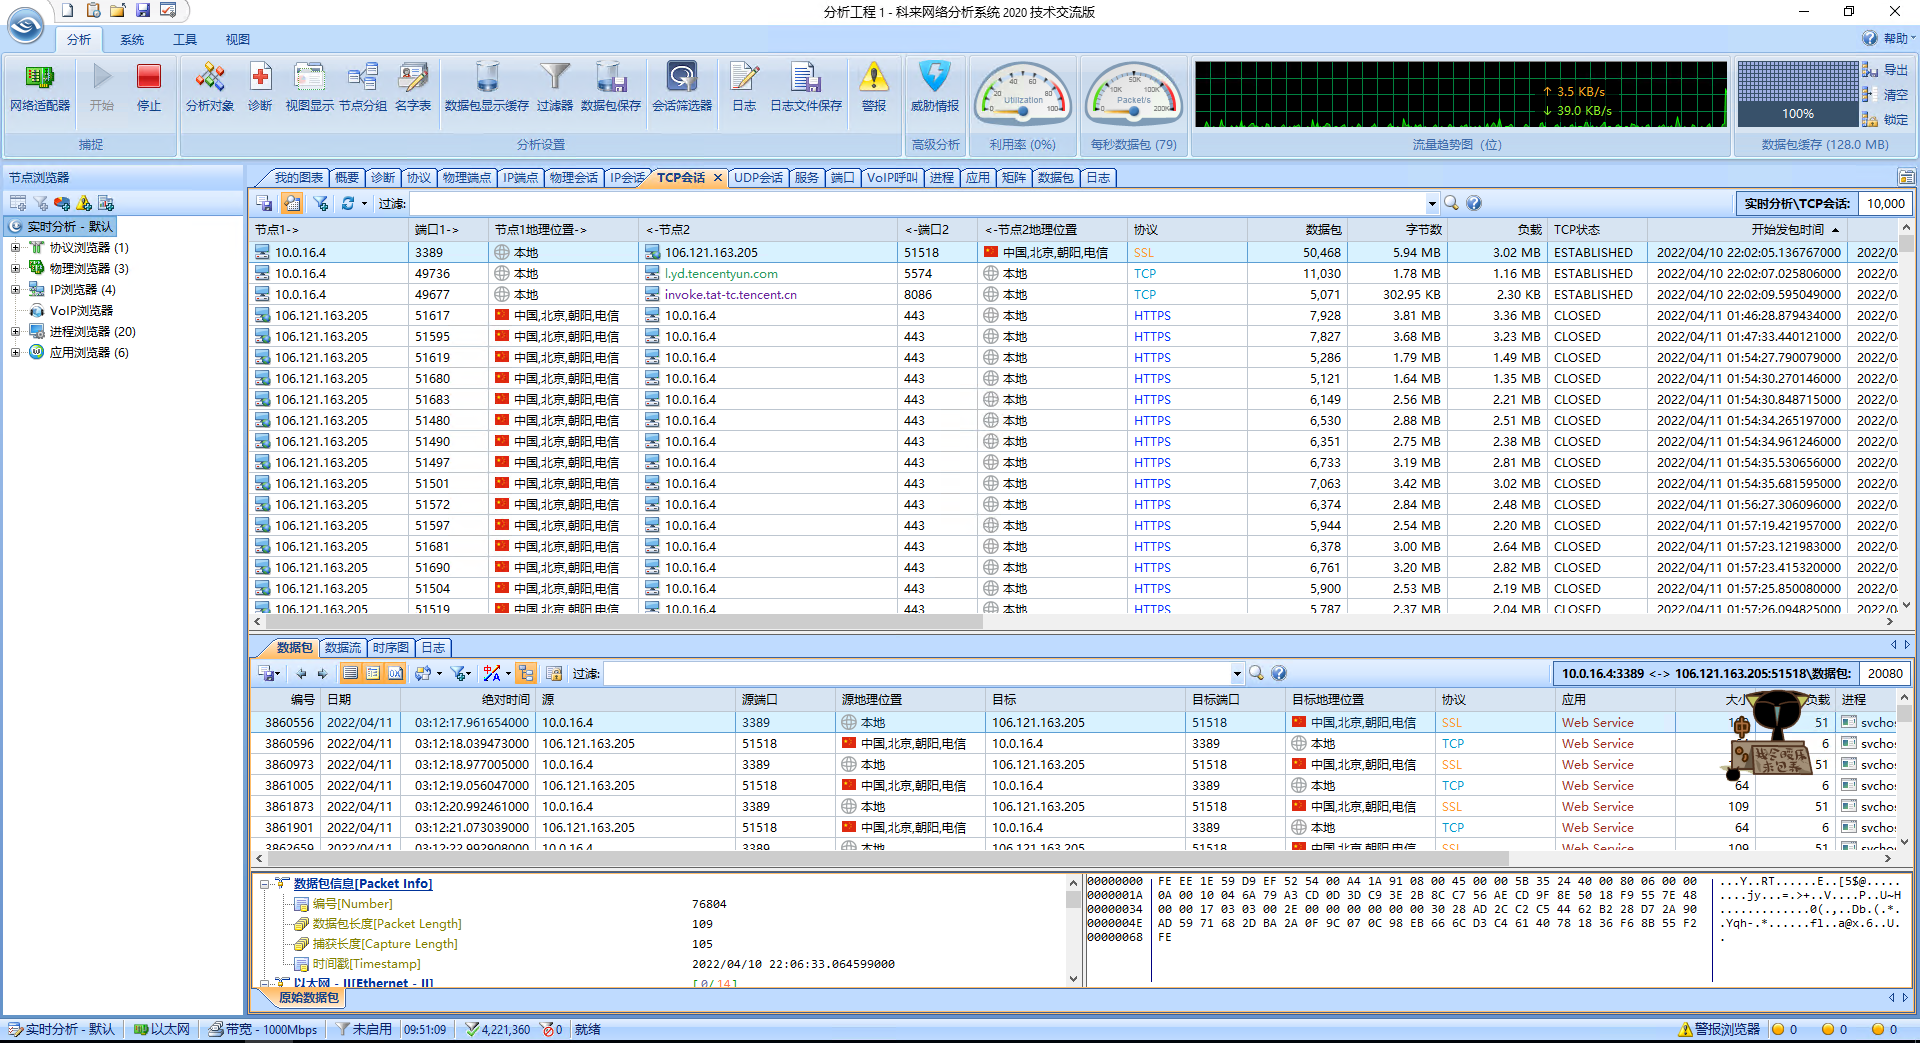 分析工程 1 - 科来网络分析系统 2020 技术交流版
分析 系统 工具 视图 帮助
网络适配器 开始 停止 分析对象 诊断 视图显示 节点分组 名字表 数据包显示缓存 过滤器 数据包保存 会话筛选器 日志 日志文件保存 警报 威胁情报
40 60 20 80 0 100 Utilization
50K 10K 100K 0 200K Packet/s
↑ 3.5 KB/s
↓ 39.0 KB/s
100%
导出
清空
锁定
捕捉 分析设置 高级分析 利用率 (0%) 每秒数据包 (79) 流量趋势图（位） 数据包缓存 (128.0 MB)
节点浏览器
实时分析 - 默认
协议浏览器 (1)
物理浏览器 (3)
IP浏览器 (4)
VoIP浏览器
进程浏览器 (20)
应用浏览器 (6)
我的图表 概要 诊断 协议 物理端点 IP端点 物理会话 IP会话 TCP会话 UDP会话 服务 端口 VoIP呼叫 进程 应用 矩阵 数据包 日志
过滤: 实时分析\TCP会话: 10,000
节点1-> 端口1-> 节点1地理位置-> <-节点2 <-端口2 <-节点2地理位置 协议 数据包 字节数 负载 TCP状态 开始发包时间
10.0.16.4 3389 本地 106.121.163.205 51518 中国,北京,朝阳,电信 SSL 50,468 5.94 MB 3.02 MB ESTABLISHED 2022/04/10 22:02:05.136767000 2022/0
10.0.16.4 49736 本地 l.yd.tencentyun.com 5574 本地 TCP 11,030 1.78 MB 1.16 MB ESTABLISHED 2022/04/10 22:02:07.025806000 2022/0
10.0.16.4 49677 本地 invoke.tat-tc.tencent.cn 8086 本地 TCP 5,071 302.95 KB 2.30 KB ESTABLISHED 2022/04/10 22:02:09.595049000 2022/0
106.121.163.205 51617 中国,北京,朝阳,电信 10.0.16.4 443 本地 HTTPS 7,928 3.81 MB 3.36 MB CLOSED 2022/04/11 01:46:28.879434000 2022/0
106.121.163.205 51595 中国,北京,朝阳,电信 10.0.16.4 443 本地 HTTPS 7,827 3.68 MB 3.23 MB CLOSED 2022/04/11 01:47:33.440121000 2022/0
106.121.163.205 51619 中国,北京,朝阳,电信 10.0.16.4 443 本地 HTTPS 5,286 1.79 MB 1.49 MB CLOSED 2022/04/11 01:54:27.790079000 2022/0
106.121.163.205 51680 中国,北京,朝阳,电信 10.0.16.4 443 本地 HTTPS 5,121 1.64 MB 1.35 MB CLOSED 2022/04/11 01:54:30.270146000 2022/0
106.121.163.205 51683 中国,北京,朝阳,电信 10.0.16.4 443 本地 HTTPS 6,149 2.56 MB 2.21 MB CLOSED 2022/04/11 01:54:30.848715000 2022/0
106.121.163.205 51480 中国,北京,朝阳,电信 10.0.16.4 443 本地 HTTPS 6,530 2.88 MB 2.51 MB CLOSED 2022/04/11 01:54:34.265197000 2022/0
106.121.163.205 51490 中国,北京,朝阳,电信 10.0.16.4 443 本地 HTTPS 6,351 2.75 MB 2.38 MB CLOSED 2022/04/11 01:54:34.961246000 2022/0
106.121.163.205 51497 中国,北京,朝阳,电信 10.0.16.4 443 本地 HTTPS 6,733 3.19 MB 2.81 MB CLOSED 2022/04/11 01:54:35.530656000 2022/0
106.121.163.205 51501 中国,北京,朝阳,电信 10.0.16.4 443 本地 HTTPS 7,063 3.42 MB 3.02 MB CLOSED 2022/04/11 01:54:35.681595000 2022/0
106.121.163.205 51572 中国,北京,朝阳,电信 10.0.16.4 443 本地 HTTPS 6,374 2.84 MB 2.48 MB CLOSED 2022/04/11 01:56:27.306096000 2022/0
106.121.163.205 51597 中国,北京,朝阳,电信 10.0.16.4 443 本地 HTTPS 5,944 2.54 MB 2.20 MB CLOSED 2022/04/11 01:57:19.421957000 2022/0
106.121.163.205 51681 中国,北京,朝阳,电信 10.0.16.4 443 本地 HTTPS 6,378 3.00 MB 2.64 MB CLOSED 2022/04/11 01:57:23.121983000 2022/0
106.121.163.205 51690 中国,北京,朝阳,电信 10.0.16.4 443 本地 HTTPS 6,761 3.20 MB 2.82 MB CLOSED 2022/04/11 01:57:23.415320000 2022/0
106.121.163.205 51504 中国,北京,朝阳,电信 10.0.16.4 443 本地 HTTPS 5,900 2.53 MB 2.19 MB CLOSED 2022/04/11 01:57:25.850080000 2022/0
106.121.163.205 51519 中国,北京,朝阳,电信 10.0.16.4 443 本地 HTTPS 5,787 2.37 MB 2.04 MB CLOSED 2022/04/11 01:57:26.094825000 2022/0
数据包 数据流 时序图 日志
过滤: 10.0.16.4:3389 <-> 106.121.163.205:51518\数据包: 20080
编号 日期 绝对时间 源 源端口 源地理位置 目标 目标端口 目标地理位置 协议 应用 大小 负载 进程
3860556 2022/04/11 03:12:17.961654000 10.0.16.4 3389 本地 106.121.163.205 51518 中国,北京,朝阳,电信 SSL Web Service 51 svcho
3860596 2022/04/11 03:12:18.039473000 106.121.163.205 51518 中国,北京,朝阳,电信 10.0.16.4 3389 本地 TCP Web Service 6 svcho
3860973 2022/04/11 03:12:18.977005000 10.0.16.4 3389 本地 106.121.163.205 51518 中国,北京,朝阳,电信 SSL Web Service 51 svcho
3861005 2022/04/11 03:12:19.056047000 106.121.163.205 51518 中国,北京,朝阳,电信 10.0.16.4 3389 本地 TCP Web Service 64 6 svcho
3861873 2022/04/11 03:12:20.992461000 10.0.16.4 3389 本地 106.121.163.205 51518 中国,北京,朝阳,电信 SSL Web Service 109 51 svcho
3861901 2022/04/11 03:12:21.073039000 106.121.163.205 51518 中国,北京,朝阳,电信 10.0.16.4 3389 本地 TCP Web Service 64 6 svcho
3862659 2022/04/11 03:12:22.992908000 10.0.16.4 3389 本地 106.121.163.205 51518 中国,北京,朝阳,电信 SSL Web Service 109 51 svcho
数据包信息[Packet Info]
编号[Number] 76804
数据包长度[Packet Length] 109
捕获长度[Capture Length] 105
时间戳[Timestamp] 2022/04/10 22:06:33.064599000
以太网 - II[Ethernet - II] [0/14]
00000000 FE EE 1E 59 D9 EF 52 54 00 A4 1A 91 08 00 45 00 00 5B 35 24 40 00 80 06 00 00 ...Y..RT......E..[5$@.....
0000001A 0A 00 10 04 6A 79 A3 CD 0D 3D C9 3E 2B 8C C7 56 AE CD 9F 8E 50 18 F9 55 7E 48 ....jy...=.>+..V....P..U~H
00000034 00 00 17 03 03 00 2E 00 00 00 00 00 00 30 28 AD 2C C2 C5 44 62 B2 28 D7 2A 90 .............0(.,..Db.(.*.
0000004E AD 59 71 68 2D BA 2A 0F 9C 07 0C 98 EB 66 6C D3 C4 61 40 78 18 36 F6 8B 55 F2 .Yqh-.*......fl..a@x.6..U.
00000068 FE .
原始数据包
实时分析 - 默认 以太网 带宽 - 1000Mbps 未启用 09:51:09 4,221,360 0 就绪 警报浏览器 0 0 0